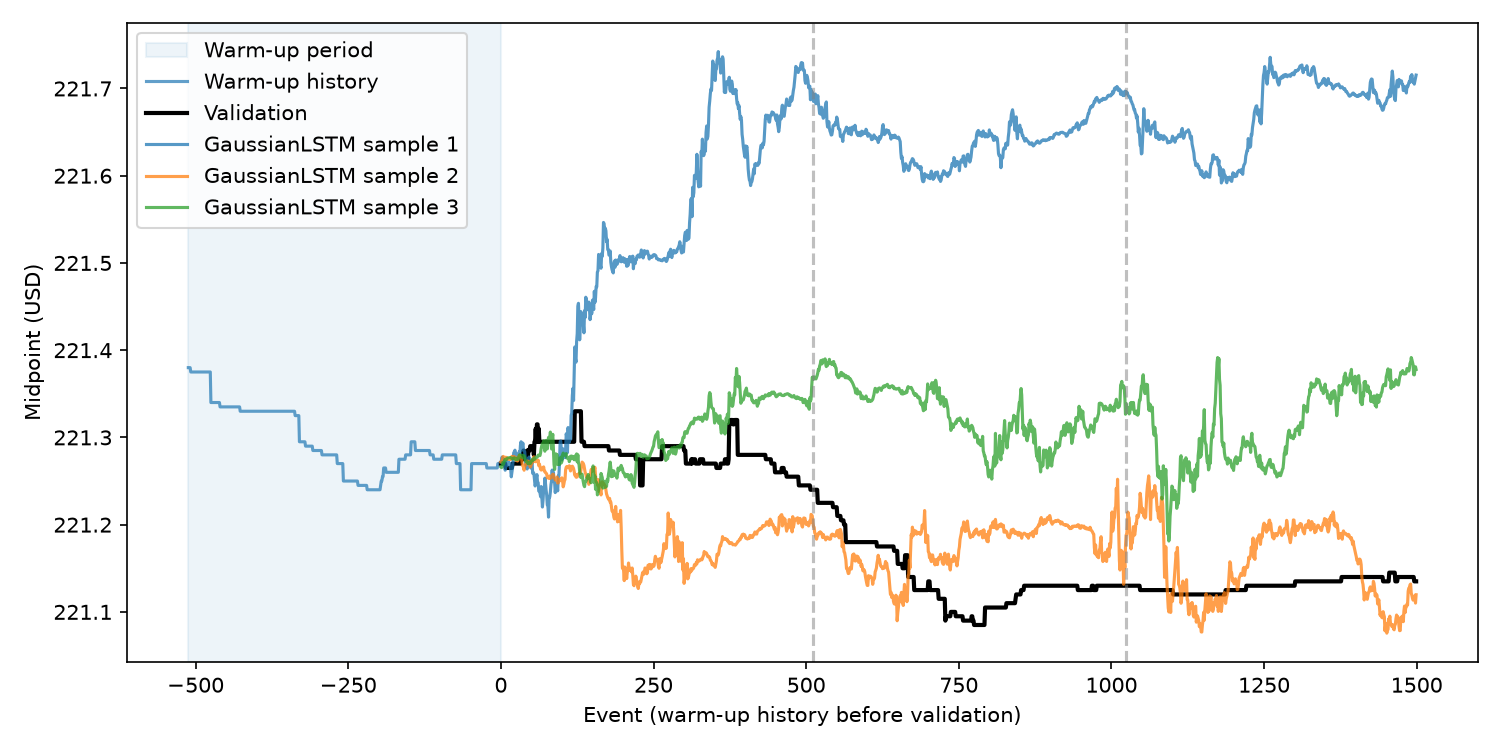 Warm-up period
Warm-up history
Validation
GaussianLSTM sample 1
GaussianLSTM sample 2
GaussianLSTM sample 3
221.7
221.6
221.5
221.4
221.3
221.2
221.1
Midpoint (USD)
−500 −250 0 250 500 750 1000 1250 1500
Event (warm-up history before validation)